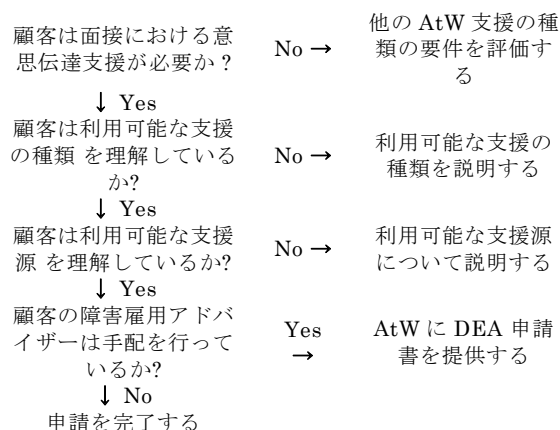 顧客は面接における意
思伝達支援が必要か？
No →
他の AtW 支援の種
類の要件を評価す
る
↓ Yes
顧客は利用可能な支援
の種類 を理解している
か?
No →
利用可能な支援の
種類を説明する
↓ Yes
顧客は利用可能な支援
源 を理解しているか?
No →
利用可能な支援源
について説明する
↓ Yes
顧客の障害雇用アドバ
イザーは手配を行って
いるか?
Yes
→
AtW に DEA 申請
書を提供する
↓ No
申請を完了する